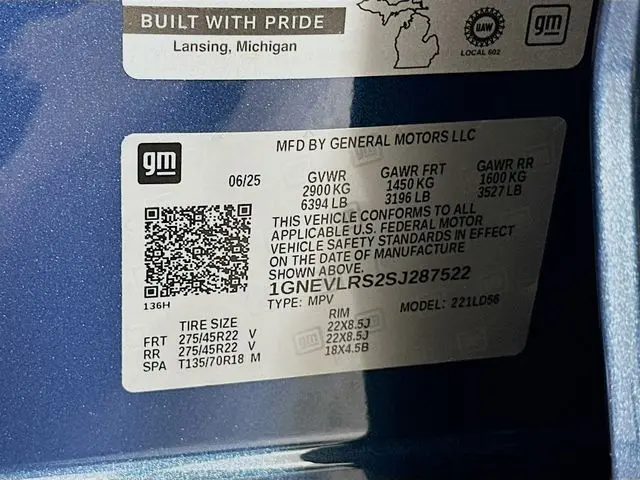 BUILT WITH PRIDE
Lansing, Michigan
UAW
LOCAL 602
gm
gm
MFD BY GENERAL MOTORS LLC
06/25
GVWR
2900 KG
6394 LB
GAWR FRT
1450 KG
3196 LB
GAWR RR
1600 KG
3527 LB
THIS VEHICLE CONFORMS TO ALL
APPLICABLE U.S. FEDERAL MOTOR
VEHICLE SAFETY STANDARDS IN EFFECT
ON THE DATE OF MANUFACTURE
SHOWN ABOVE.
1GNEVLRS2SJ287522
TYPE: MPV
MODEL: 221LD56
136H
TIRE SIZE
RIM
FRT 275/45R22 V 22X8.5J
RR 275/45R22 V 22X8.5J
SPA T135/70R18 M 18X4.5B